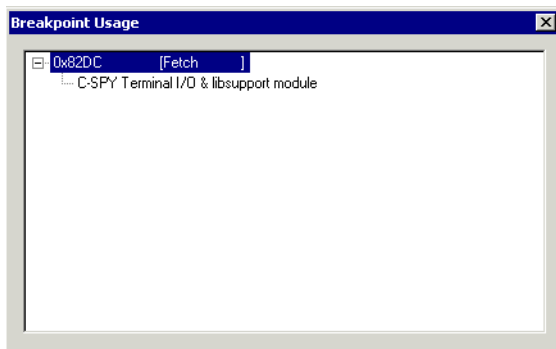 Breakpoint Usage
0x82DC [Fetch ]
C-SPY Terminal I/O & libsupport module